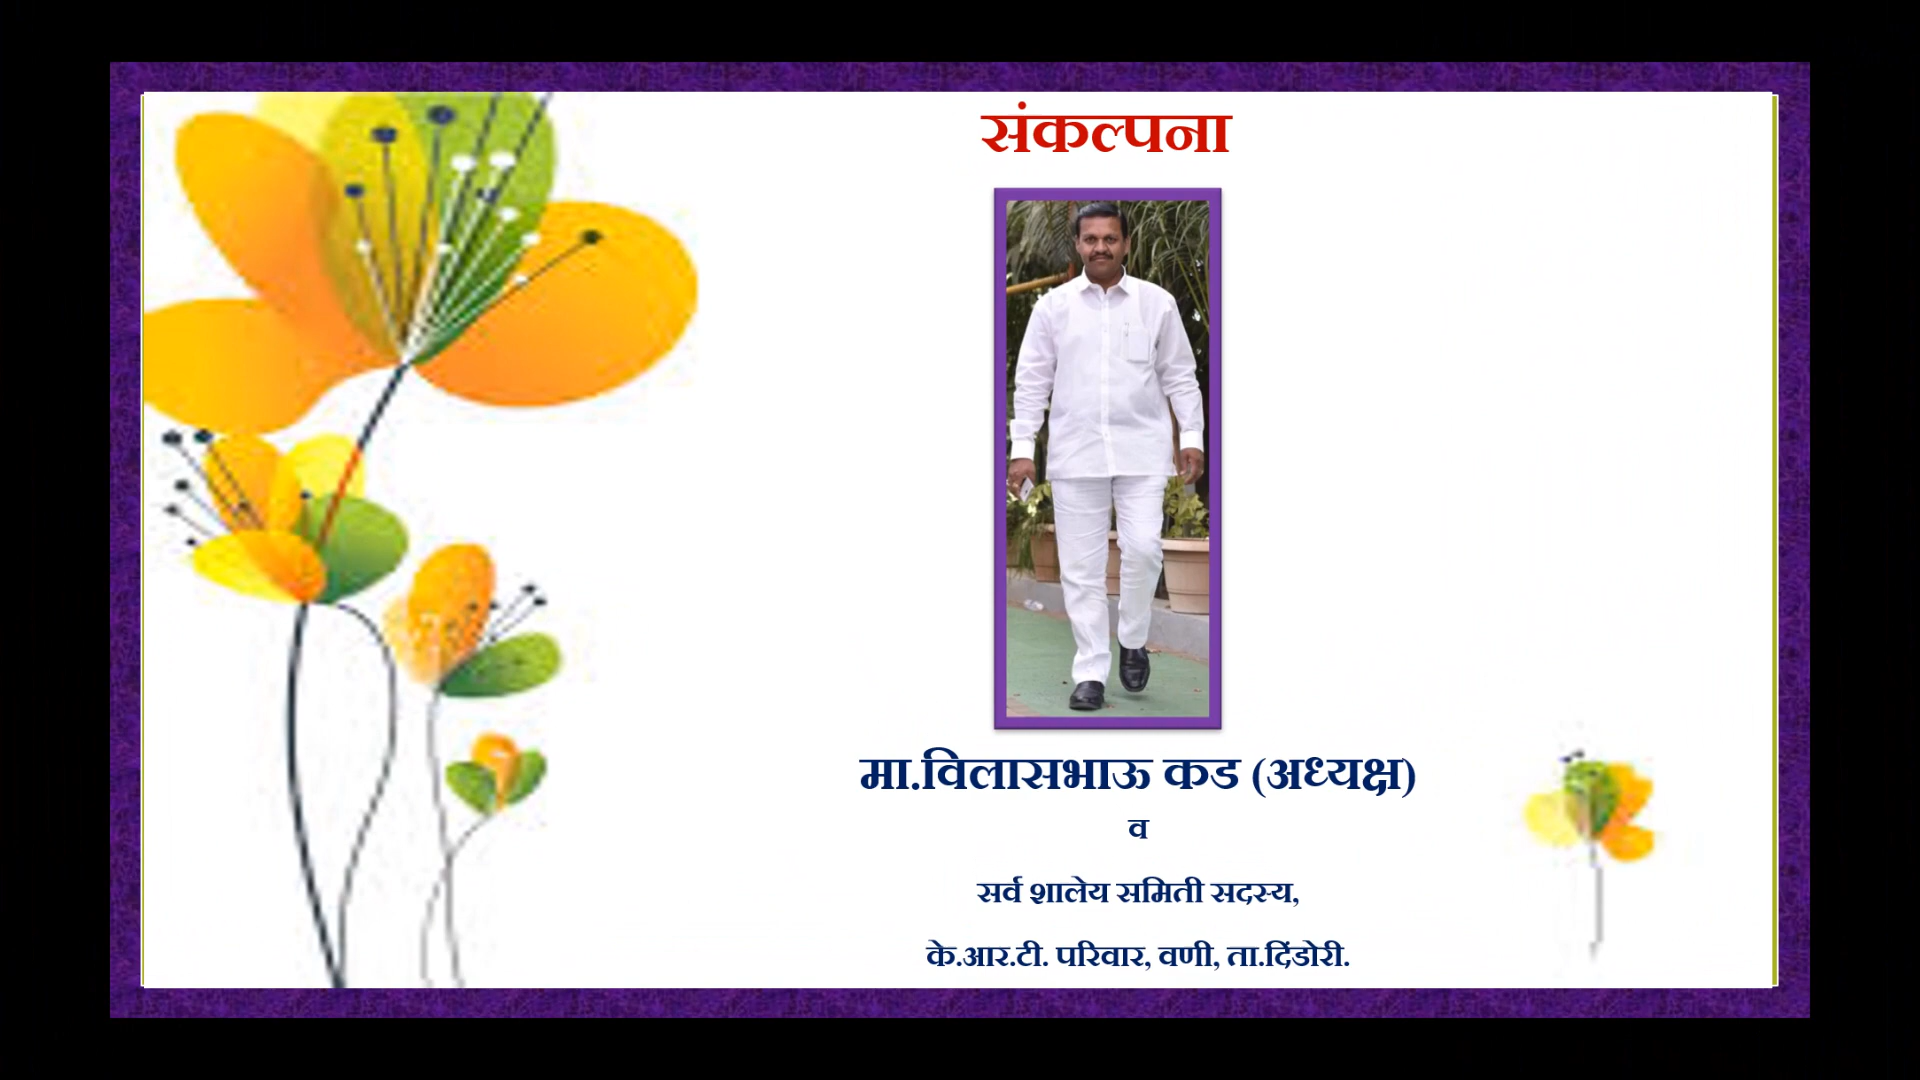 संकल्पना
मा.विलासभाऊ कड (अध्यक्ष)
व
सर्व शालेय समिती सदस्य,
के.आर.टी. परिवार, वणी, ता.दिंडोरी.